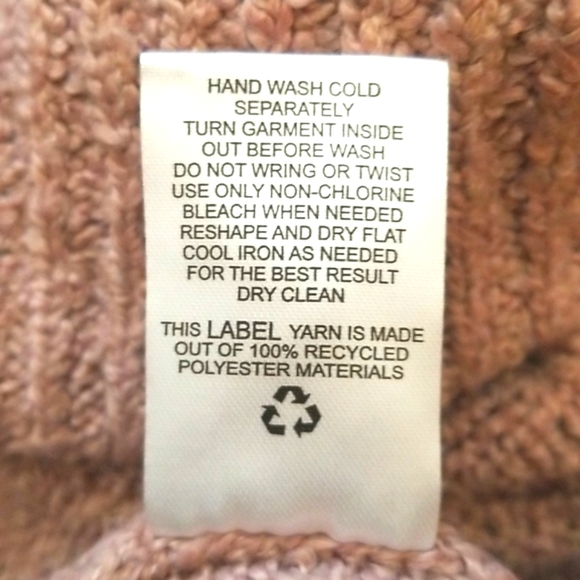 HAND WASH COLD
SEPARATELY
TURN GARMENT INSIDE
OUT BEFORE WASH
DO NOT WRING OR TWIST
USE ONLY NON-CHLORINE
BLEACH WHEN NEEDED
RESHAPE AND DRY FLAT
COOL IRON AS NEEDED
FOR THE BEST RESULT
DRY CLEAN
THIS LABEL YARN IS MADE
OUT OF 100% RECYCLED
POLYESTER MATERIALS